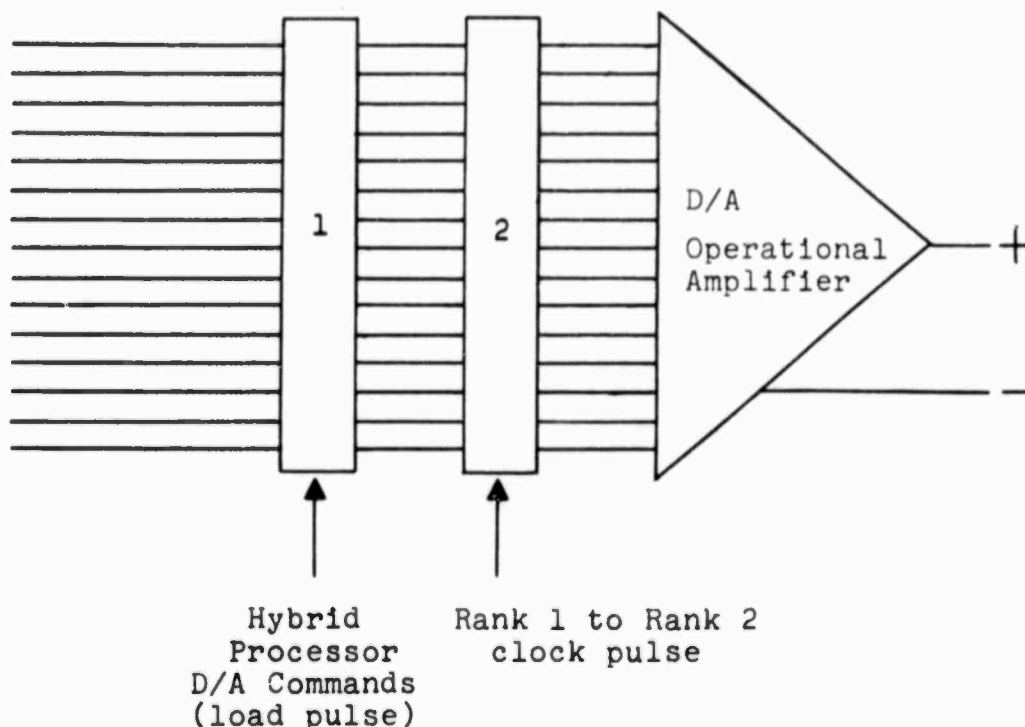 1
2
D/A
Operational
Amplifier
+
-
Hybrid
Processor
D/A Commands
(load pulse)
Rank 1 to Rank 2
clock pulse